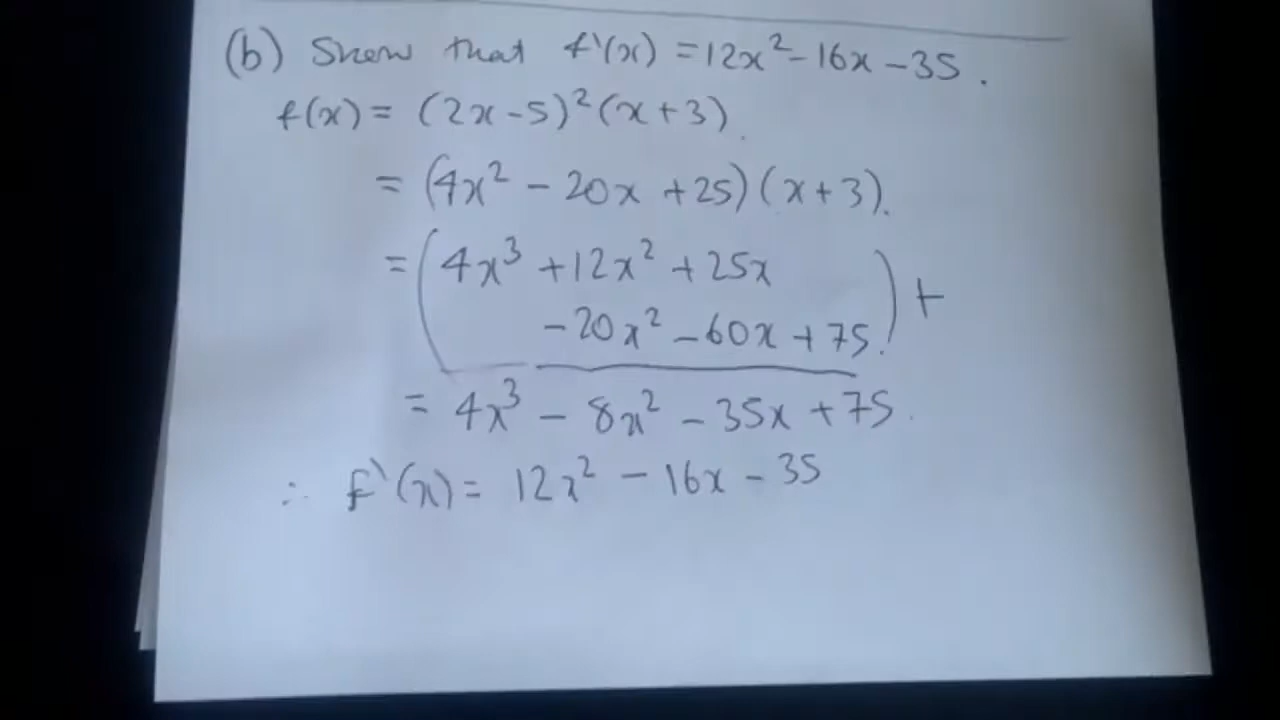 (b) Show that f'(x) = 12x² - 16x - 35.
f(x) = (2x - 5)² (x + 3).
= (4x² - 20x + 25) (x + 3).
= (4x³ + 12x² + 25x
- 20x² - 60x + 75.) +
= 4x³ - 8x² - 35x + 75.
∴ f'(x) = 12x² - 16x - 35